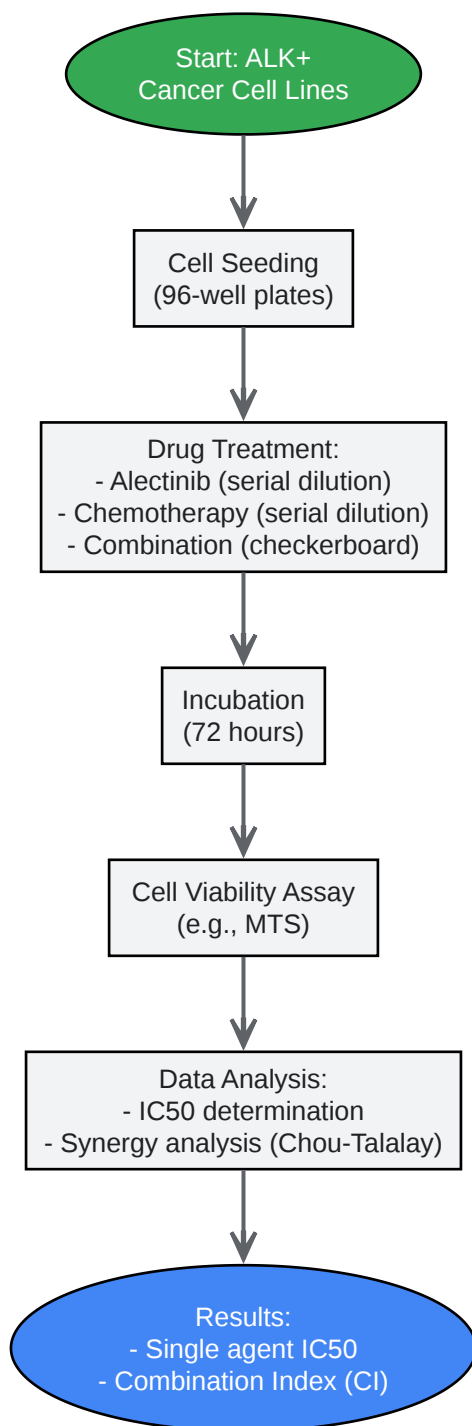 Start: ALK+
Cancer Cell Lines
Cell Seeding
(96-well plates)
Drug Treatment:
- Alectinib (serial dilution)
- Chemotherapy (serial dilution)
- Combination (checkerboard)
Incubation
(72 hours)
Cell Viability Assay
(e.g., MTS)
Data Analysis:
- IC50 determination
- Synergy analysis (Chou-Talalay)
Results:
- Single agent IC50
- Combination Index (CI)